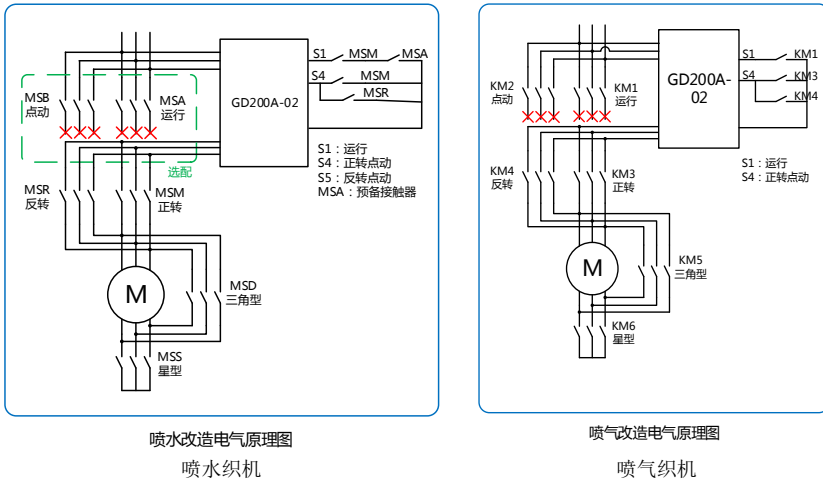 S1
MSM
MSA
S4
MSM
MSR
GD200A-02
MSB
点动
MSA
运行
选配
S1：运行
S4：正转点动
S5：反转点动
MSA：预备接触器
MSR
反转
MSM
正转
M
MSD
三角型
MSS
星型
喷水改造电气原理图
喷水织机
S1
KM1
S4
KM3
KM4
GD200A-
02
KM2
点动
KM1
运行
S1：运行
S4：正转点动
KM4
反转
KM3
正转
M
KM5
三角型
KM6
星型
喷气改造电气原理图
喷气织机